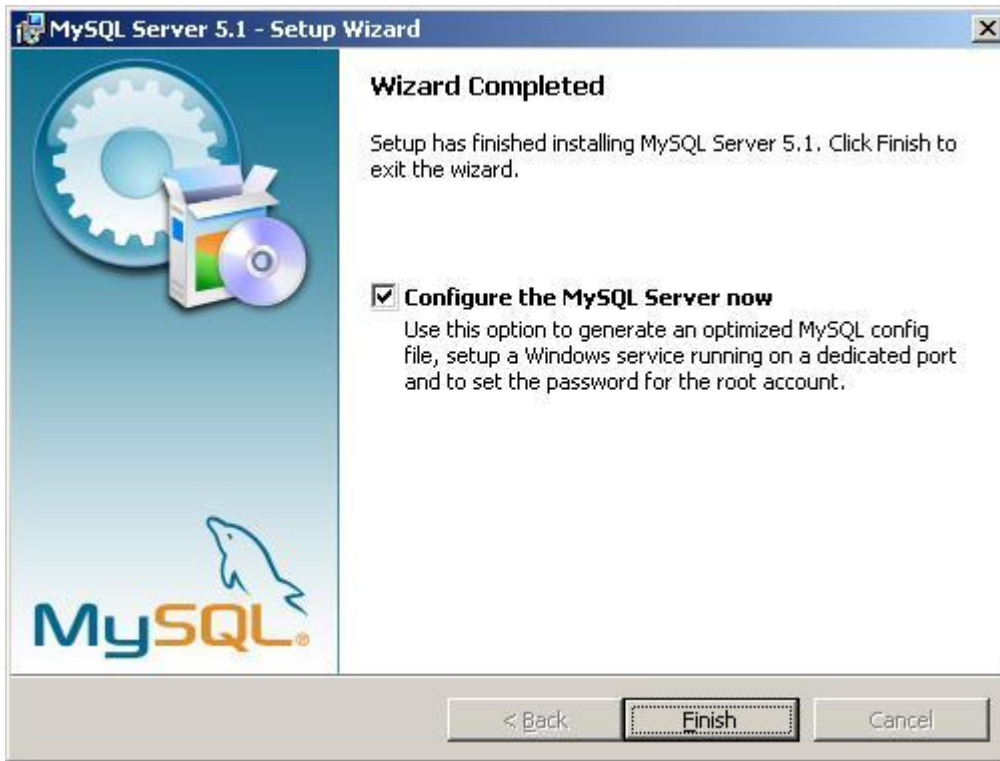 MySQL Server 5.1 - Setup Wizard
Wizard Completed
Setup has finished installing MySQL Server 5.1. Click Finish to
exit the wizard.
Configure the MySQL Server now
Use this option to generate an optimized MySQL config
file, setup a Windows service running on a dedicated port
and to set the password for the root account.
MySQL®
< Back
Finish
Cancel